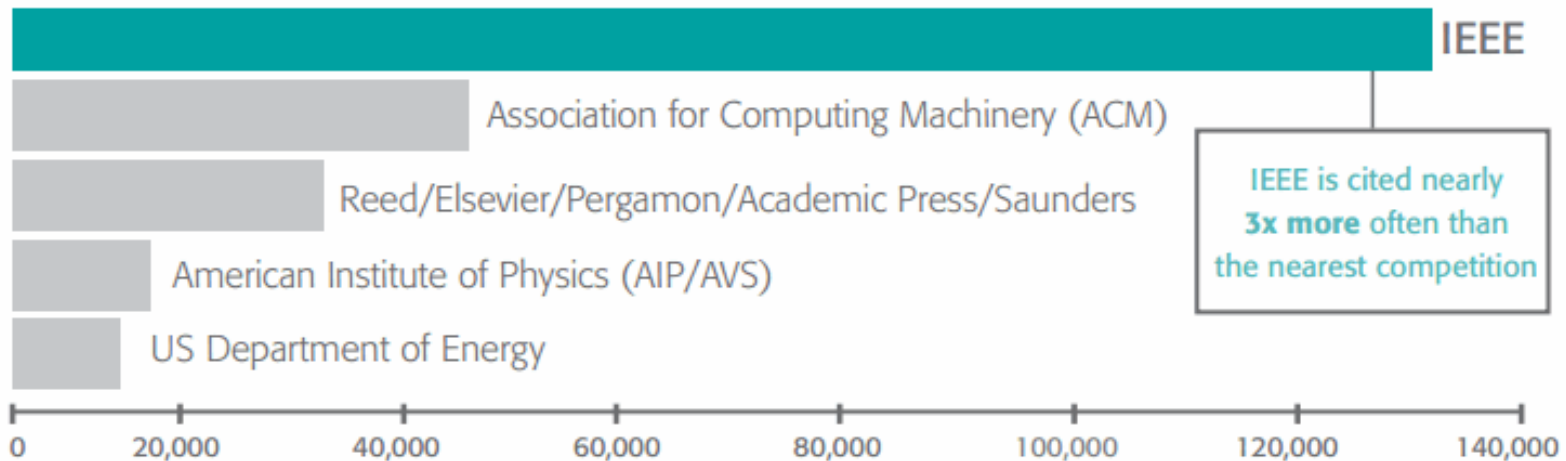 IEEE
Association for Computing Machinery (ACM)
IEEE is cited nearly
3x more often than
the nearest competition
Reed/Elsevier/Pergamon/Academic Press/Saunders
American Institute of Physics (AIP/AVS)
US Department of Energy
0 20,000 40,000 60,000 80,000 100,000 120,000 140,000